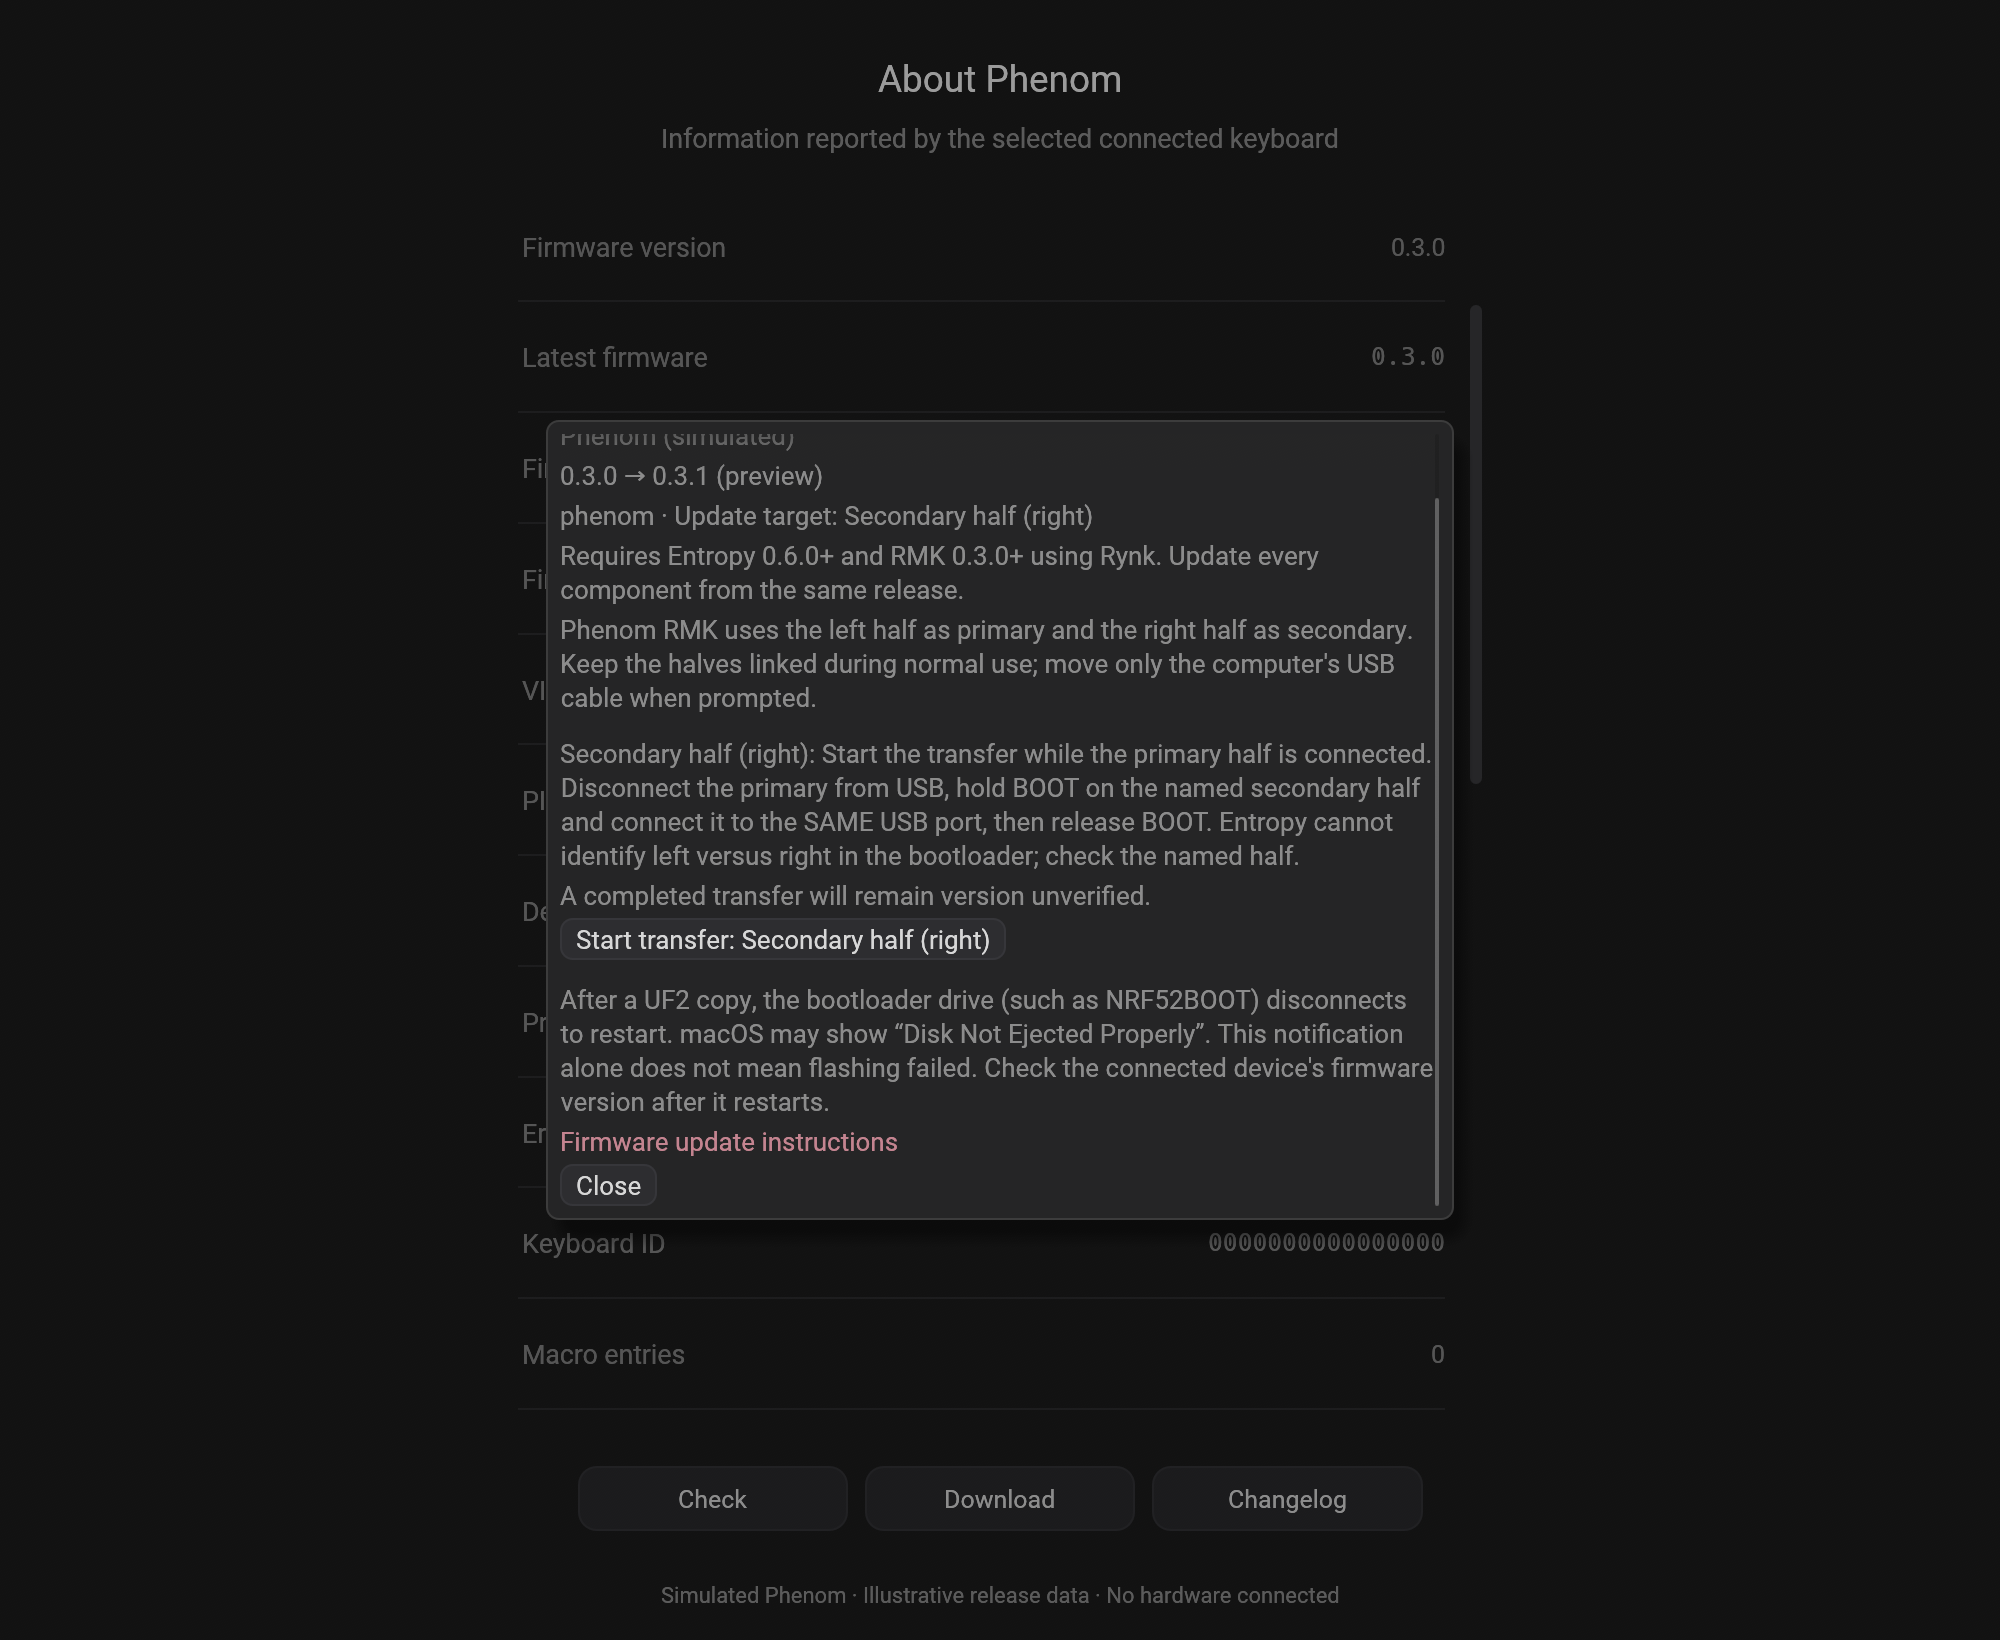 About Phenom
Information reported by the selected connected keyboard
Firmware version
0.3.0
Latest firmware
0.3.0
Phenom (simulated)
0.3.0 → 0.3.1 (preview)
phenom · Update target: Secondary half (right)
Requires Entropy 0.6.0+ and RMK 0.3.0+ using Rynk. Update every
component from the same release.
Phenom RMK uses the left half as primary and the right half as secondary.
Keep the halves linked during normal use; move only the computer's USB
cable when prompted.
Secondary half (right): Start the transfer while the primary half is connected.
Disconnect the primary from USB, hold BOOT on the named secondary half
and connect it to the SAME USB port, then release BOOT. Entropy cannot
identify left versus right in the bootloader; check the named half.
A completed transfer will remain version unverified.
Start transfer: Secondary half (right)
After a UF2 copy, the bootloader drive (such as NRF52BOOT) disconnects
to restart. macOS may show “Disk Not Ejected Properly”. This notification
alone does not mean flashing failed. Check the connected device's firmware
version after it restarts.
Firmware update instructions
Close
Keyboard ID
0000000000000000
Macro entries
0
Check
Download
Changelog
Simulated Phenom · Illustrative release data · No hardware connected